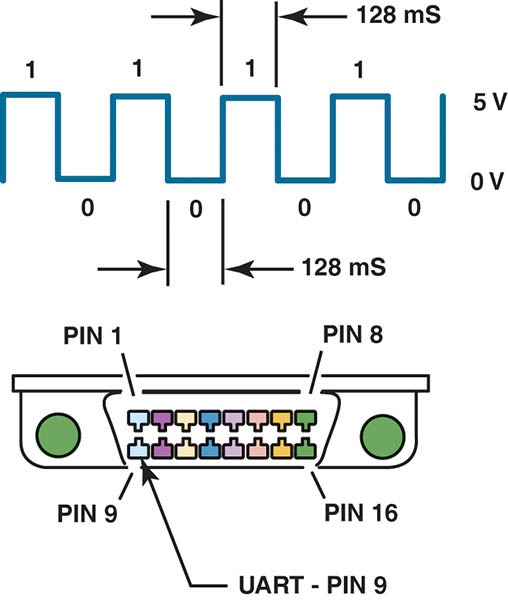 128 mS
1 1 1 1
5 V
0 V
0 0 0 0
128 mS
PIN 1 PIN 8
PIN 9 PIN 16
UART - PIN 9